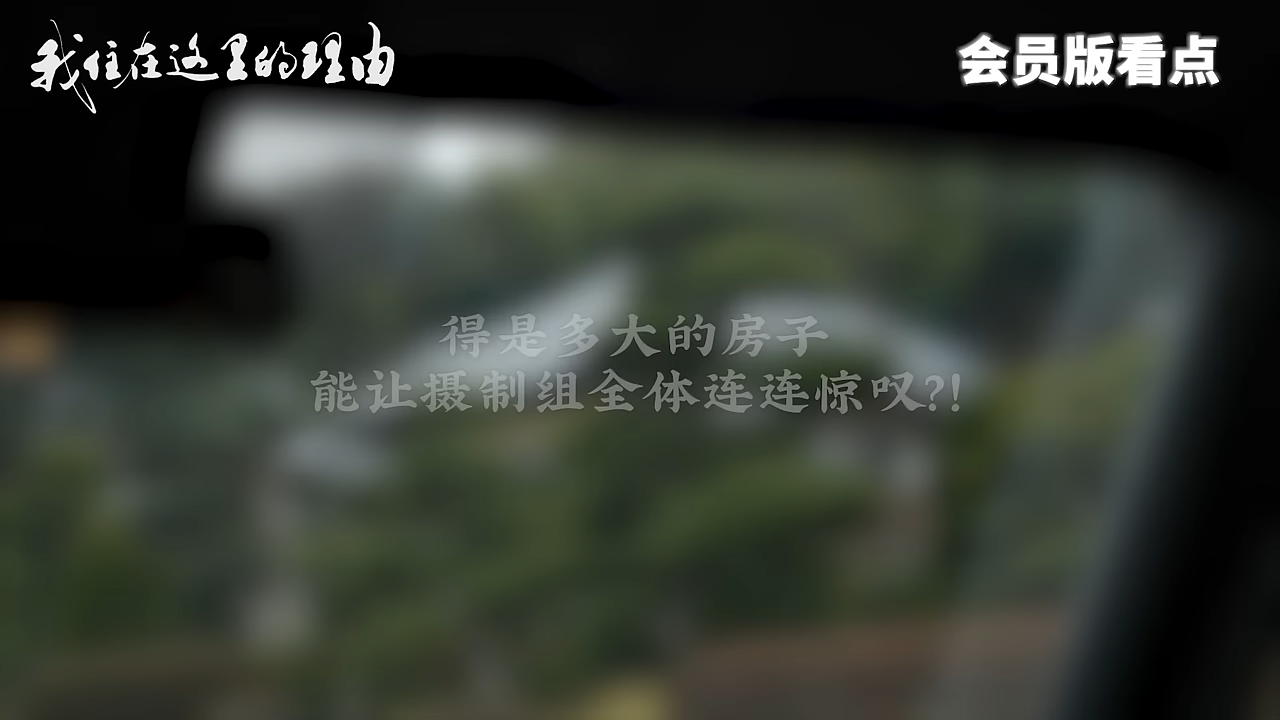 我住在这里的理由
会员版看点
得是多大的房子
能让摄制组全体连连惊叹?!